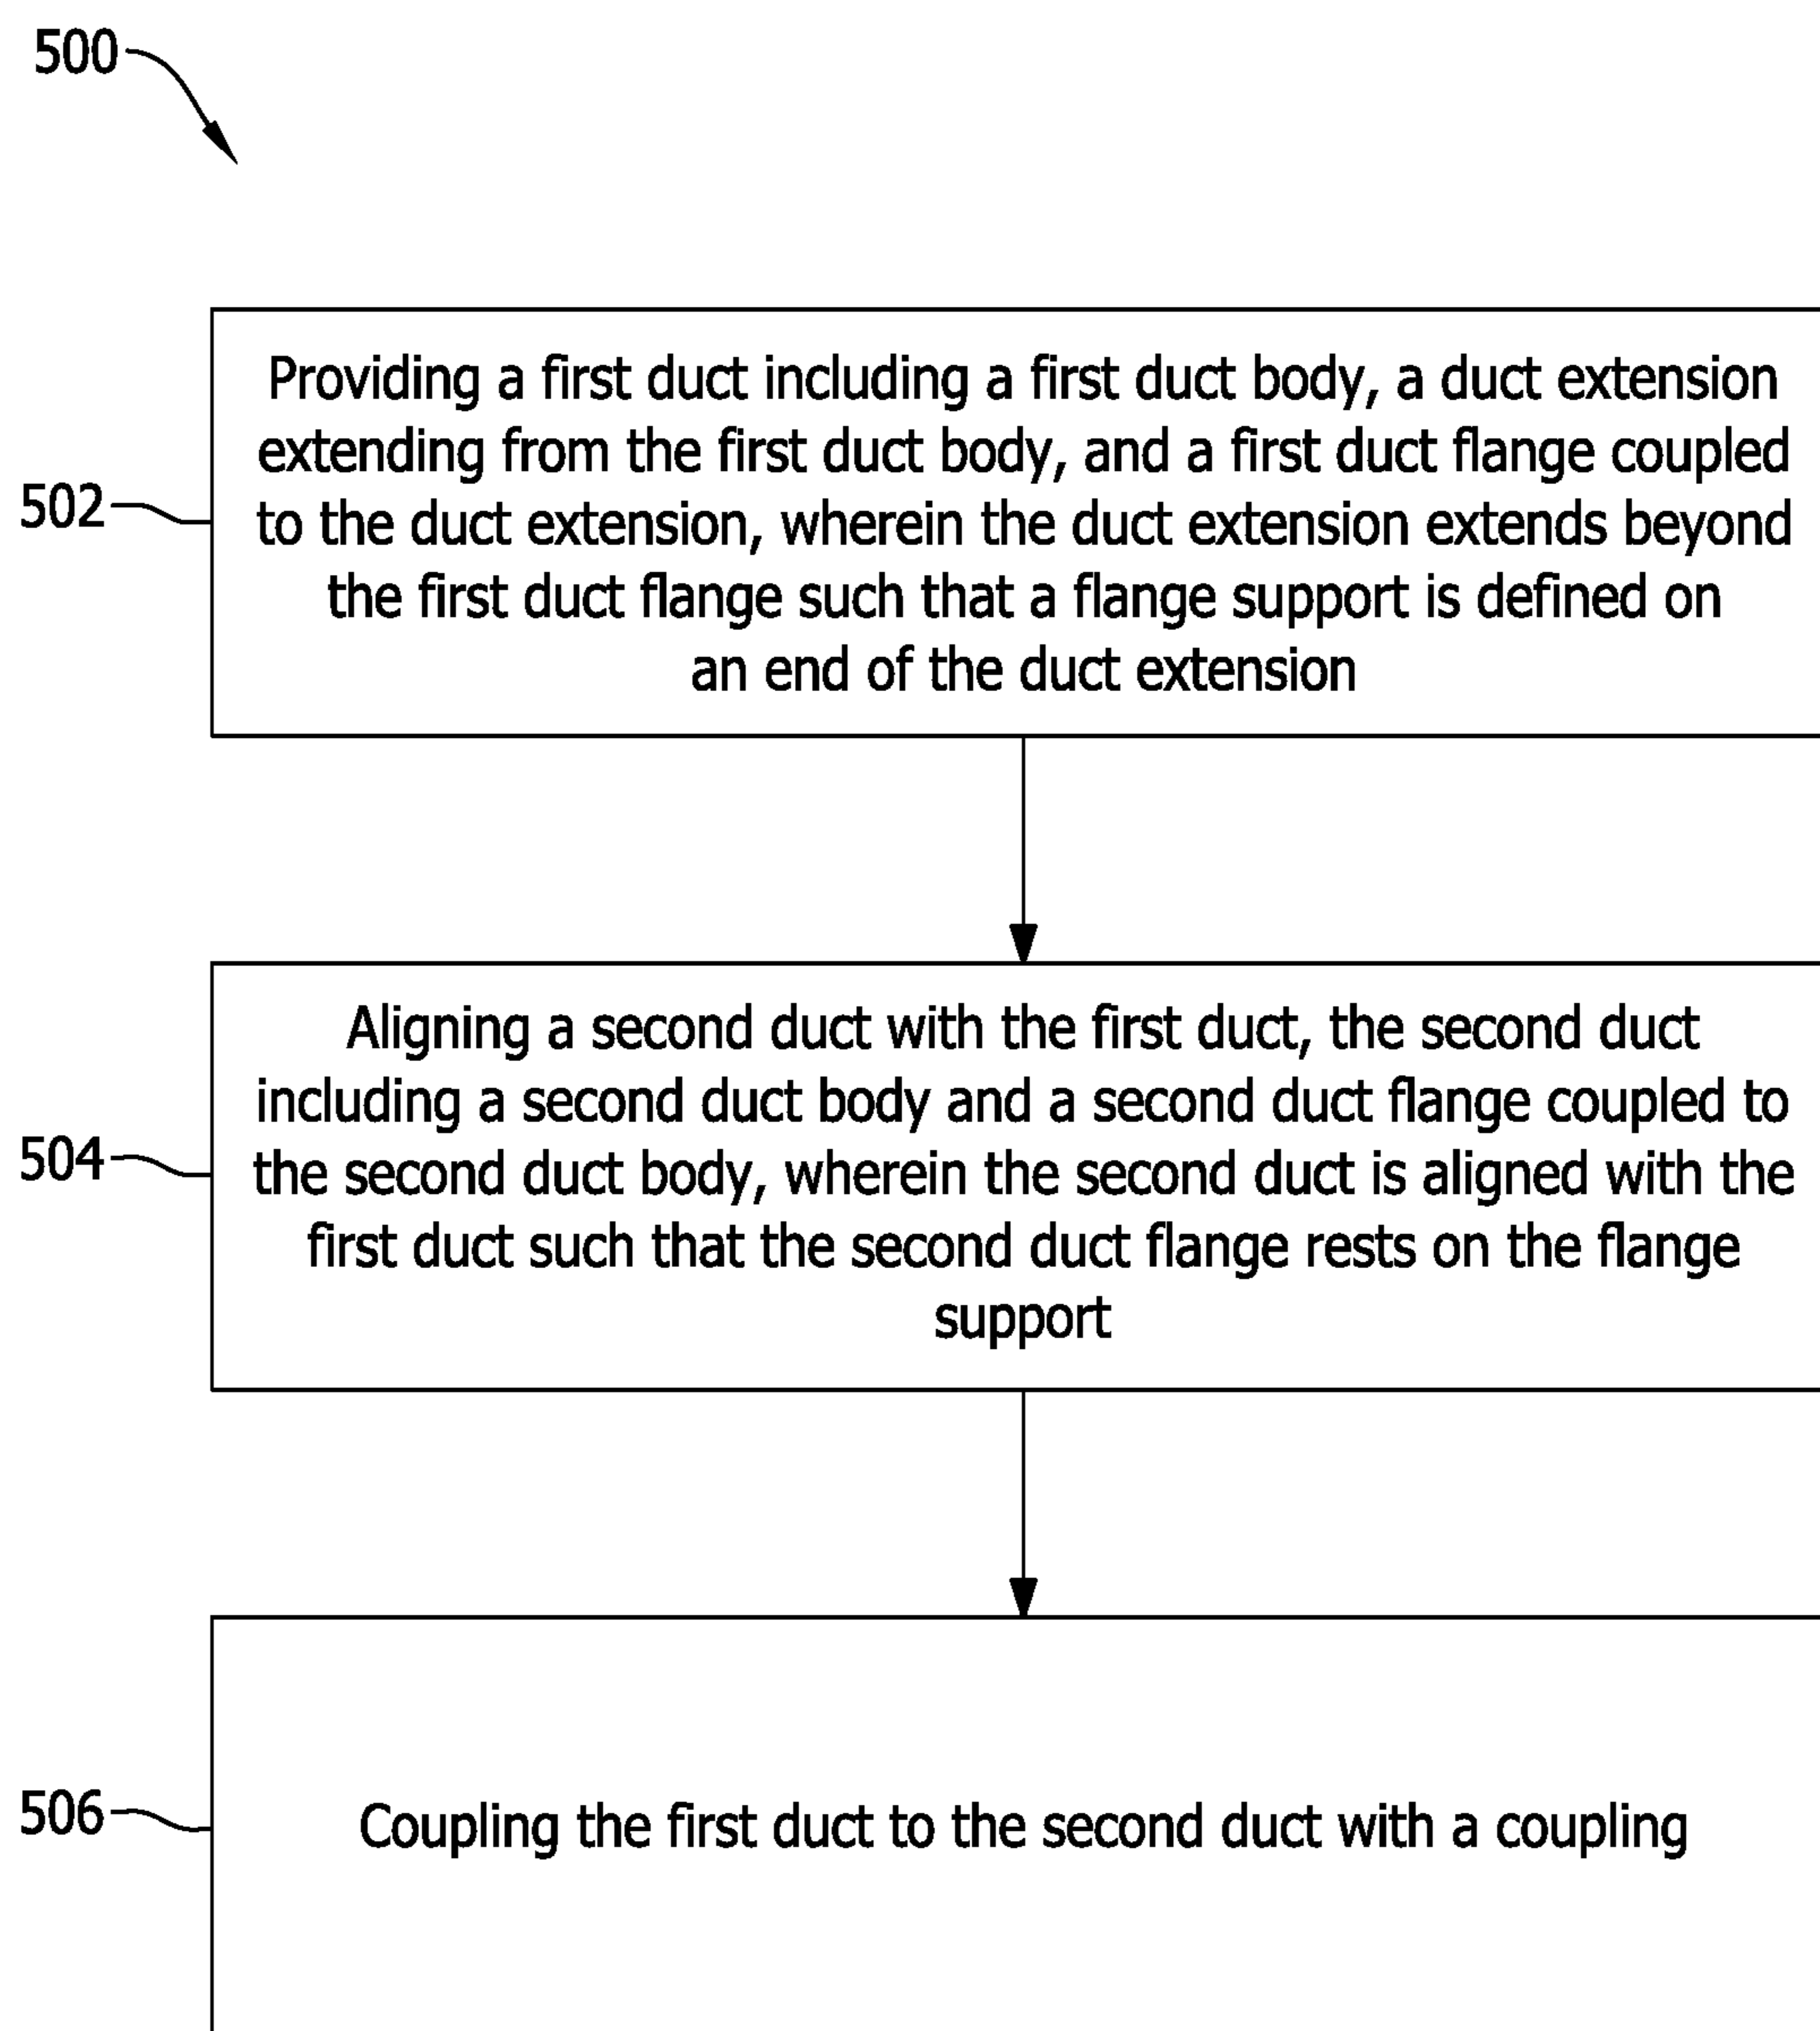 500
Providing a first duct including a first duct body, a duct extension
extending from the first duct body, and a first duct flange coupled
to the duct extension, wherein the duct extension extends beyond
the first duct flange such that a flange support is defined on
an end of the duct extension
502
Aligning a second duct with the first duct, the second duct
including a second duct body and a second duct flange coupled to
the second duct body, wherein the second duct is aligned with the
first duct such that the second duct flange rests on the flange
support
504
Coupling the first duct to the second duct with a coupling
506